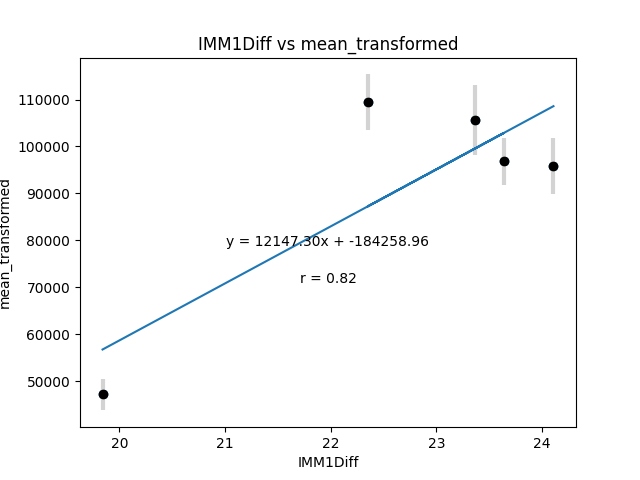 IMM1Diff vs mean_transformed
110000
100000
90000
80000
70000
60000
50000
mean_transformed
y = 12147.30x + -184258.96
r = 0.82
20 21 22 23 24
IMM1Diff